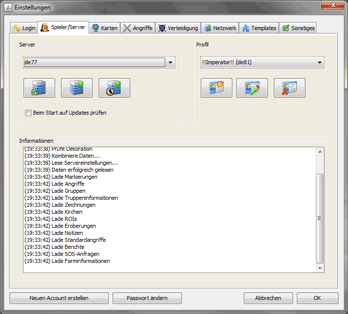 Einstellungen
Login
Spieler/Server
Karten
Angriffe
Verteidigung
Netzwerk
Templates
Sonstiges
Server
Profil
de77
!!Imperator!! (de81)
Beim Start auf Updates prüfen
Informationen
(19:33:38) Prüfe Dekoration
(19:33:39) Kombiniere Daten...
(19:33:39) Lese Servereinstellungen...
(19:33:39) Daten erfolgreich gelesen
(19:33:42) Lade Markierungen
(19:33:42) Lade Angriffe
(19:33:42) Lade Gruppen
(19:33:42) Lade Truppeninformationen
(19:33:42) Lade Zeichnungen
(19:33:42) Lade Kirchen
(19:33:42) Lade ROIs
(19:33:42) Lade Eroberungen
(19:33:42) Lade Notizen
(19:33:42) Lade Standardangriffe
(19:33:42) Lade Berichte
(19:33:42) Lade SOS-Anfragen
(19:33:42) Lade Farminformationen
Neuen Account erstellen
Passwort ändern
Abbrechen
OK